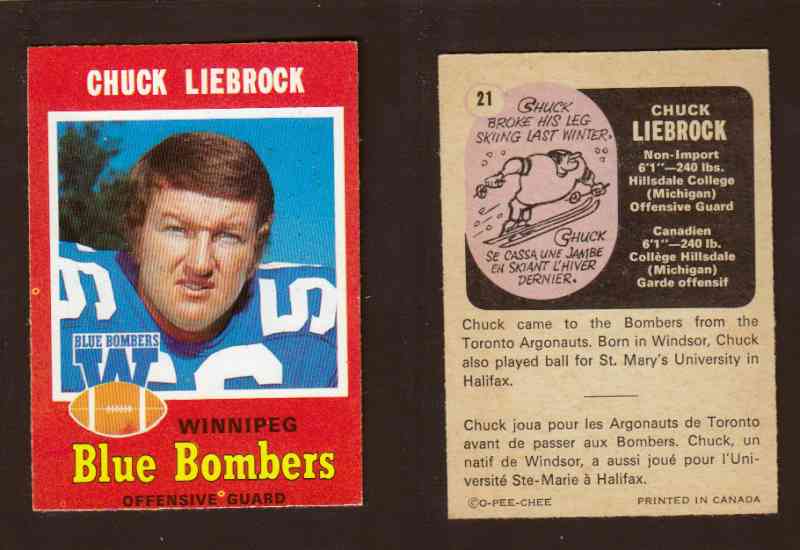 CHUCK LIEBROCK
BLUE BOMBERS
W
WINNIPEG
Blue Bombers
OFFENSIVE GUARD
21
CHUCK
BROKE HIS LEG
SKIING LAST WINTER.
CHUCK
SE CASSA UNE JAMBE
EN SKIANT L'HIVER
DERNIER.
CHUCK
LIEBROCK
Non-Import
6'1"—240 lbs.
Hillsdale College
(Michigan)
Offensive Guard
Canadien
6'1"—240 lb.
Collège Hillsdale
(Michigan)
Garde offensif
Chuck came to the Bombers from the
Toronto Argonauts. Born in Windsor, Chuck
also played ball for St. Mary's University in
Halifax.
Chuck joua pour les Argonauts de Toronto
avant de passer aux Bombers. Chuck, un
natif de Windsor, a aussi joué pour l'Uni-
versité Ste-Marie à Halifax.
©O-PEE-CHEE PRINTED IN CANADA